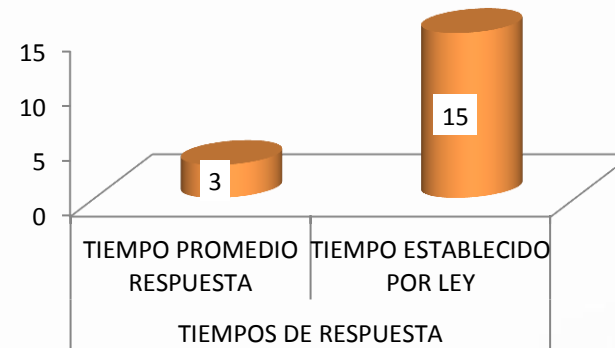 15
10
5
0
3
15
TIEMPO PROMEDIO
RESPUESTA
TIEMPO ESTABLECIDO
POR LEY
TIEMPOS DE RESPUESTA